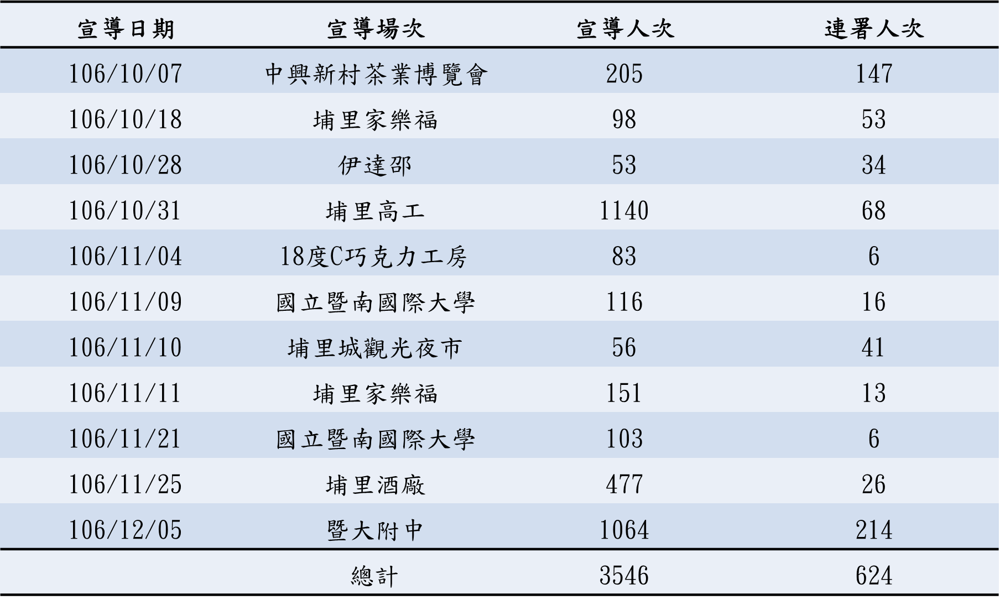 宣導日期 宣導場次 宣導人次 連署人次
106/10/07 中興新村茶業博覽會 205 147
106/10/18 埔里家樂福 98 53
106/10/28 伊達邵 53 34
106/10/31 埔里高工 1140 68
106/11/04 18度C巧克力工房 83 6
106/11/09 國立暨南國際大學 116 16
106/11/10 埔里城觀光夜市 56 41
106/11/11 埔里家樂福 151 13
106/11/21 國立暨南國際大學 103 6
106/11/25 埔里酒廠 477 26
106/12/05 暨大附中 1064 214
總計 3546 624